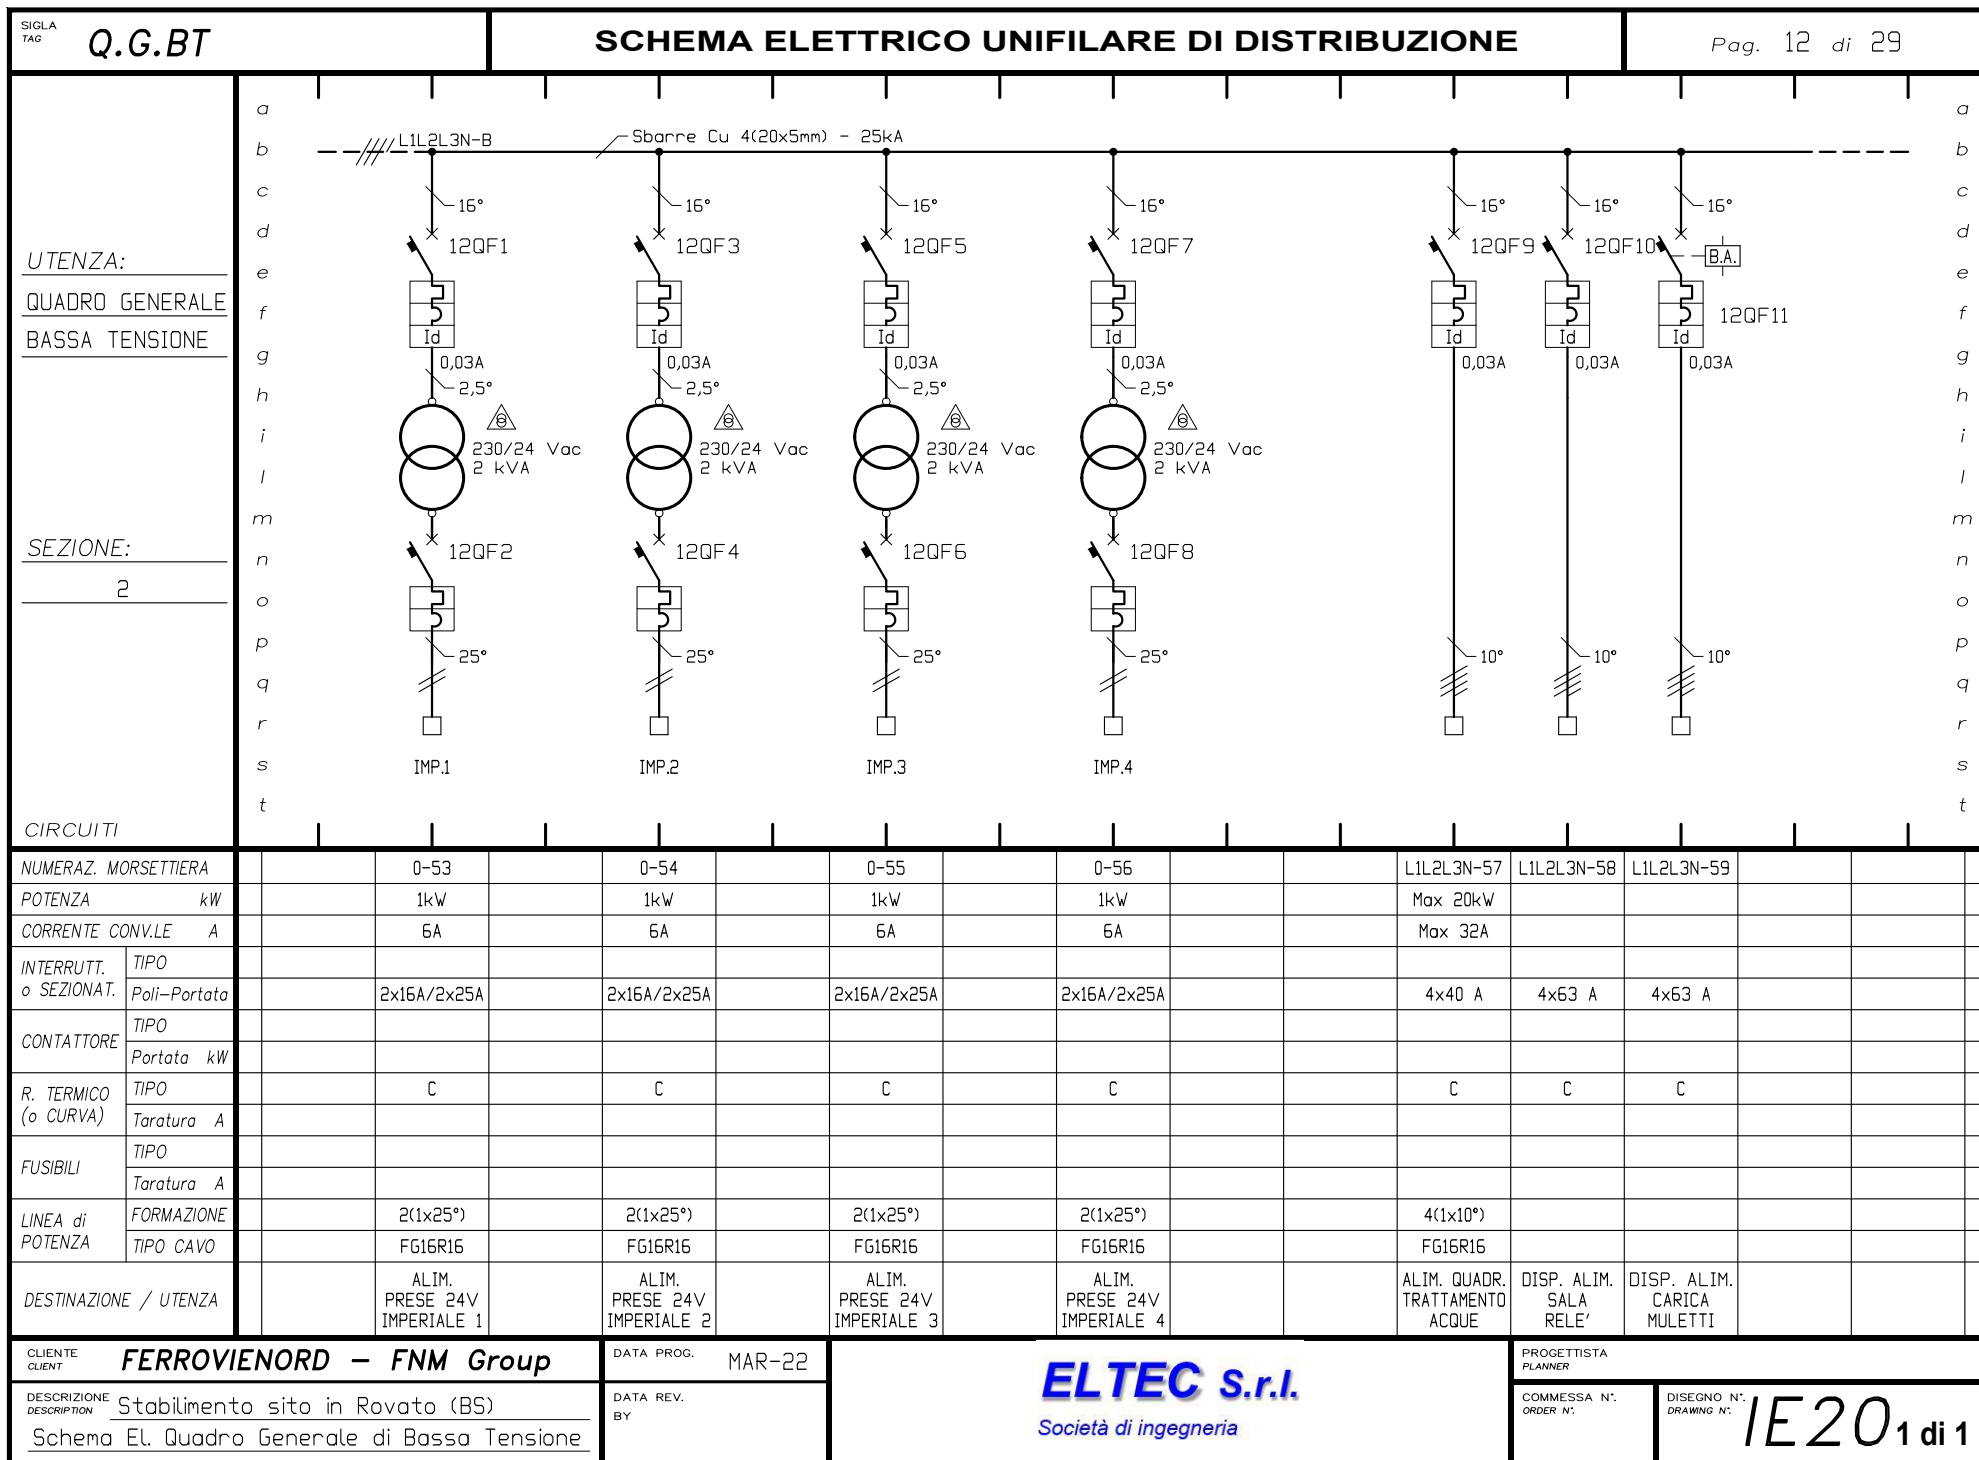 SIGLA
TAG
Q.G.BT
SCHEMA ELETTRICO UNIFILARE DI DISTRIBUZIONE
Pag. 12 di 29
UTENZA:
QUADRO GENERALE
BASSA TENSIONE
SEZIONE:
2
CIRCUITI
a a
b b
c c
d d
e e
f f
g g
h h
i i
l l
m m
n n
o o
p p
q q
r r
s s
t t
L1L2L3N-B
Sbarre Cu 4(20x5mm) - 25kA
16° 16° 16° 16° 16° 16° 16°
12QF1 12QF3 12QF5 12QF7 12QF9 12QF10 B.A.
12QF11
Id Id Id Id Id Id Id
0,03A 0,03A 0,03A 0,03A 0,03A 0,03A 0,03A
2,5° 2,5° 2,5° 2,5°
230/24 Vac 230/24 Vac 230/24 Vac 230/24 Vac
2 kVA 2 kVA 2 kVA 2 kVA
12QF2 12QF4 12QF6 12QF8
25° 25° 25° 25° 10° 10° 10°
IMP.1 IMP.2 IMP.3 IMP.4
NUMERAZ. MORSETTIERA 0-53 0-54 0-55 0-56 L1L2L3N-57 L1L2L3N-58 L1L2L3N-59
POTENZA kW 1kW 1kW 1kW 1kW Max 20kW
CORRENTE CONV.LE A 6A 6A 6A 6A Max 32A
INTERRUTT.
o SEZIONAT.
TIPO
Poli-Portata 2x16A/2x25A 2x16A/2x25A 2x16A/2x25A 2x16A/2x25A 4x40 A 4x63 A 4x63 A
CONTATTORE
TIPO
Portata kW
R. TERMICO
(o CURVA)
TIPO C C C C C C C
Taratura A
FUSIBILI
TIPO
Taratura A
LINEA di
POTENZA
FORMAZIONE 2(1x25°) 2(1x25°) 2(1x25°) 2(1x25°) 4(1x10°)
TIPO CAVO FG16R16 FG16R16 FG16R16 FG16R16 FG16R16
DESTINAZIONE / UTENZA
ALIM.
PRESE 24V
IMPERIALE 1
ALIM.
PRESE 24V
IMPERIALE 2
ALIM.
PRESE 24V
IMPERIALE 3
ALIM.
PRESE 24V
IMPERIALE 4
ALIM. QUADR.
TRATTAMENTO
ACQUE
DISP. ALIM.
SALA
RELE'
DISP. ALIM.
CARICA
MULETTI
CLIENTE
CLIENT
FERROVIENORD - FNM Group
DESCRIZIONE
DESCRIPTION
Stabilimento sito in Rovato (BS)
Schema El. Quadro Generale di Bassa Tensione
DATA PROG. MAR-22
DATA REV.
BY
ELTEC S.r.l.
Società di ingegneria
PROGETTISTA
PLANNER
COMMESSA N°.
ORDER N°.
DISEGNO N°.
DRAWING N°.
IE20 1 di 1